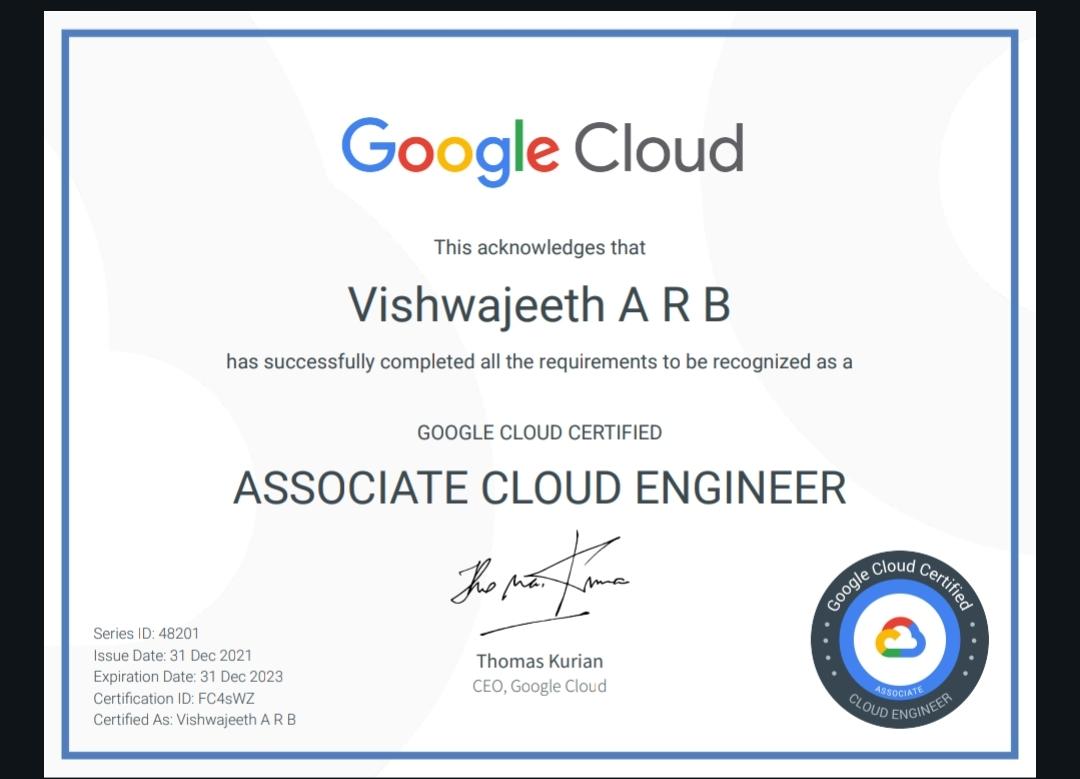 Google Cloud
This acknowledges that
Vishwajeeth A R B
has successfully completed all the requirements to be recognized as a
GOOGLE CLOUD CERTIFIED
ASSOCIATE CLOUD ENGINEER
Thomas Kurian
Thomas Kurian
CEO, Google Cloud
Series ID: 48201
Issue Date: 31 Dec 2021
Expiration Date: 31 Dec 2023
Certification ID: FC4sWZ
Certified As: Vishwajeeth A R B
Google Cloud Certified
ASSOCIATE
CLOUD ENGINEER